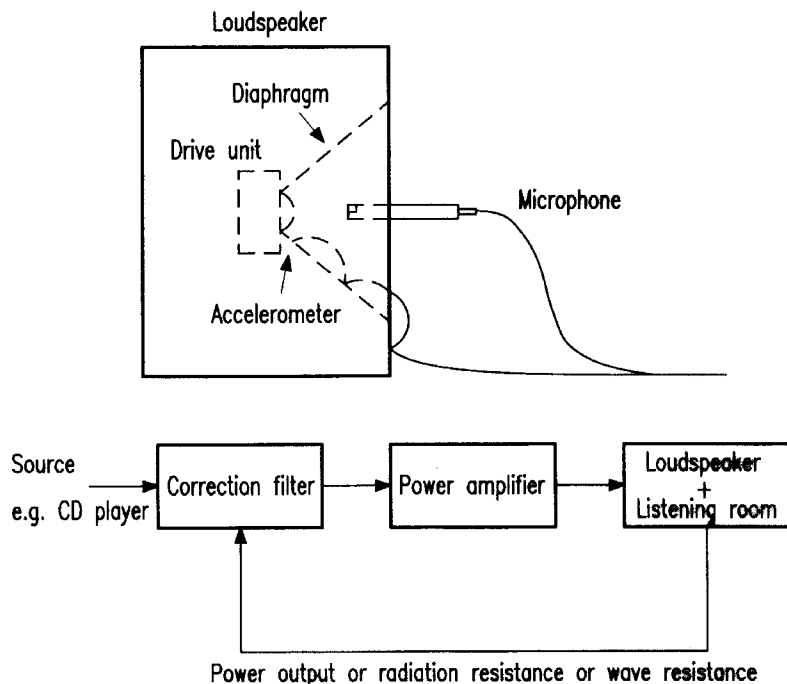 Loudspeaker
Diaphragm
Drive unit
Microphone
Accelerometer
Source
e.g. CD player
Correction filter
Power amplifier
Loudspeaker
+
Listening room
Power output or radiation resistance or wave resistance